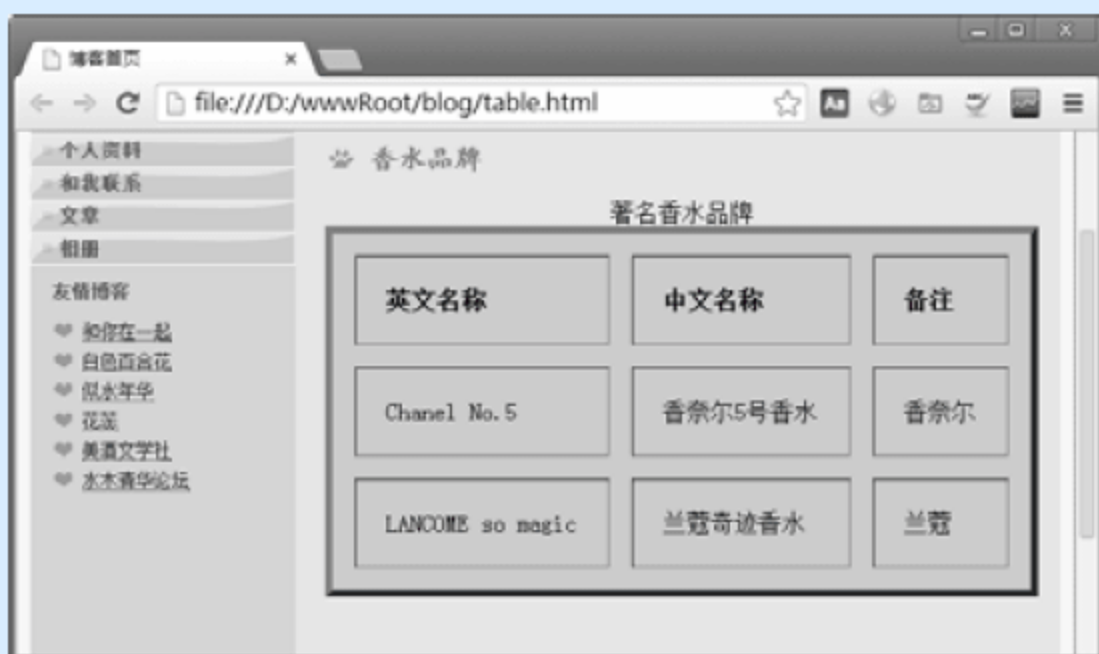 博客首页
file:///D:/wwwRoot/blog/table.html
个人资料
和我联系
文章
相册
友情博客
和你在一起
白色百合花
似水年华
花莲
美酒文学社
水木清华论坛
香水品牌
著名香水品牌
英文名称 中文名称 备注
Chanel No.5 香奈尔5号香水 香奈尔
LANCOME so magic 兰蔻奇迹香水 兰蔻